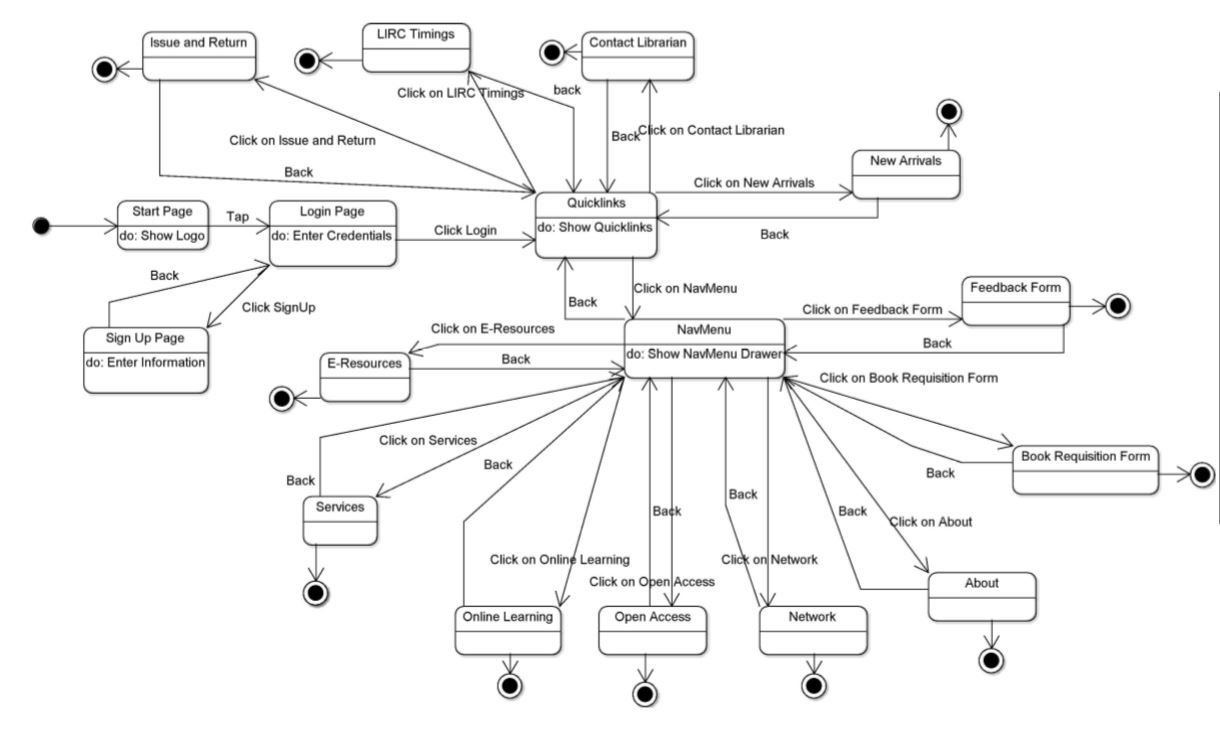 Issue and Return
LIRC Timings
Contact Librarian
Click on LIRC Timings
back
Click on Issue and Return
Back
Click on Contact Librarian
New Arrivals
Back
Click on New Arrivals
Quicklinks
do: Show Quicklinks
Back
Start Page
do: Show Logo
Tap
Login Page
do: Enter Credentials
Click Login
Back
Click SignUp
Sign Up Page
do: Enter Information
Back
Click on NavMenu
Feedback Form
Click on Feedback Form
Back
NavMenu
do: Show NavMenu Drawer
Click on E-Resources
Back
E-Resources
Click on Book Requisition Form
Book Requisition Form
Back
Click on Services
Back
Back
Services
Back
Back
Back
Click on About
Click on Online Learning
Click on Open Access
Click on Network
About
Online Learning
Open Access
Network